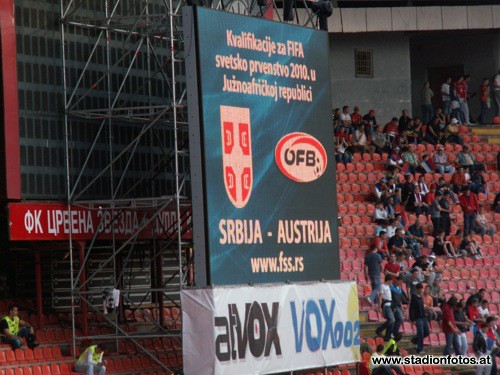 Kvalifikacije za FIFA
svetsko prvenstvo 2010. u
Južnoafričkoj republici
ÖFB
SRBIJA - AUSTRIJA
www.fss.rs
ФК ЦРВЕНА ЗВЕЗДА
atVOX
VOX002
www.stadionfotos.at